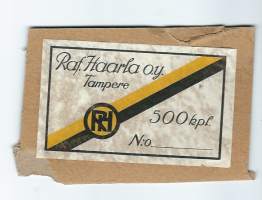 Raf. Haarla o.y.
Tampere
RH
500 kpl.
N:o